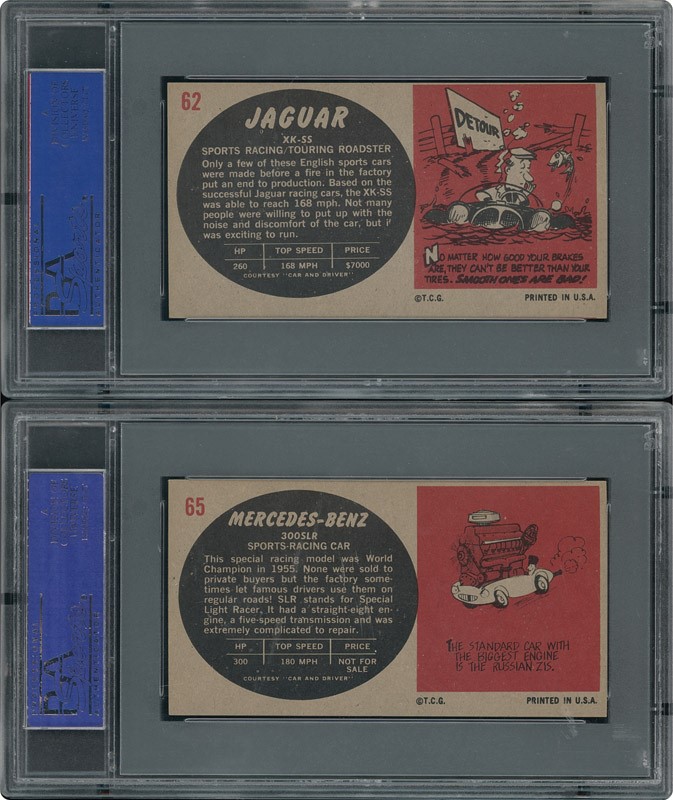 62
JAGUAR
XK-SS
SPORTS RACING/TOURING ROADSTER
Only a few of these English sports cars
were made before a fire in the factory
put an end to production. Based on the
successful Jaguar racing cars, the XK-SS
was able to reach 168 mph. Not many
people were willing to put up with the
noise and discomfort of the car, but i'
was exciting to run.
HP TOP SPEED PRICE
260 168 MPH $7000
COURTESY "CAR AND DRIVER"
DETOUR
NO MATTER HOW GOOD YOUR BRAKES
ARE, THEY CAN'T BE BETTER THAN YOUR
TIRES. SMOOTH ONES ARE BAD!
©T.C.G. PRINTED IN U.S.A.
PSA
65
MERCEDES-BENZ
300SLR
SPORTS-RACING CAR
This special racing model was World
Champion in 1955. None were sold to
private buyers but the factory some-
times let famous drivers use them on
regular roads! SLR stands for Special
Light Racer, It had a straight-eight en-
gine, a five-speed transmission and was
extremely complicated to repair.
HP TOP SPEED PRICE
300 180 MPH NOT FOR
SALE
COURTESY "CAR AND DRIVER"
THE STANDARD CAR WITH
THE BIGGEST ENGINE
IS THE RUSSIAN ZIS.
©T.C.G. PRINTED IN U.S.A.
PSA